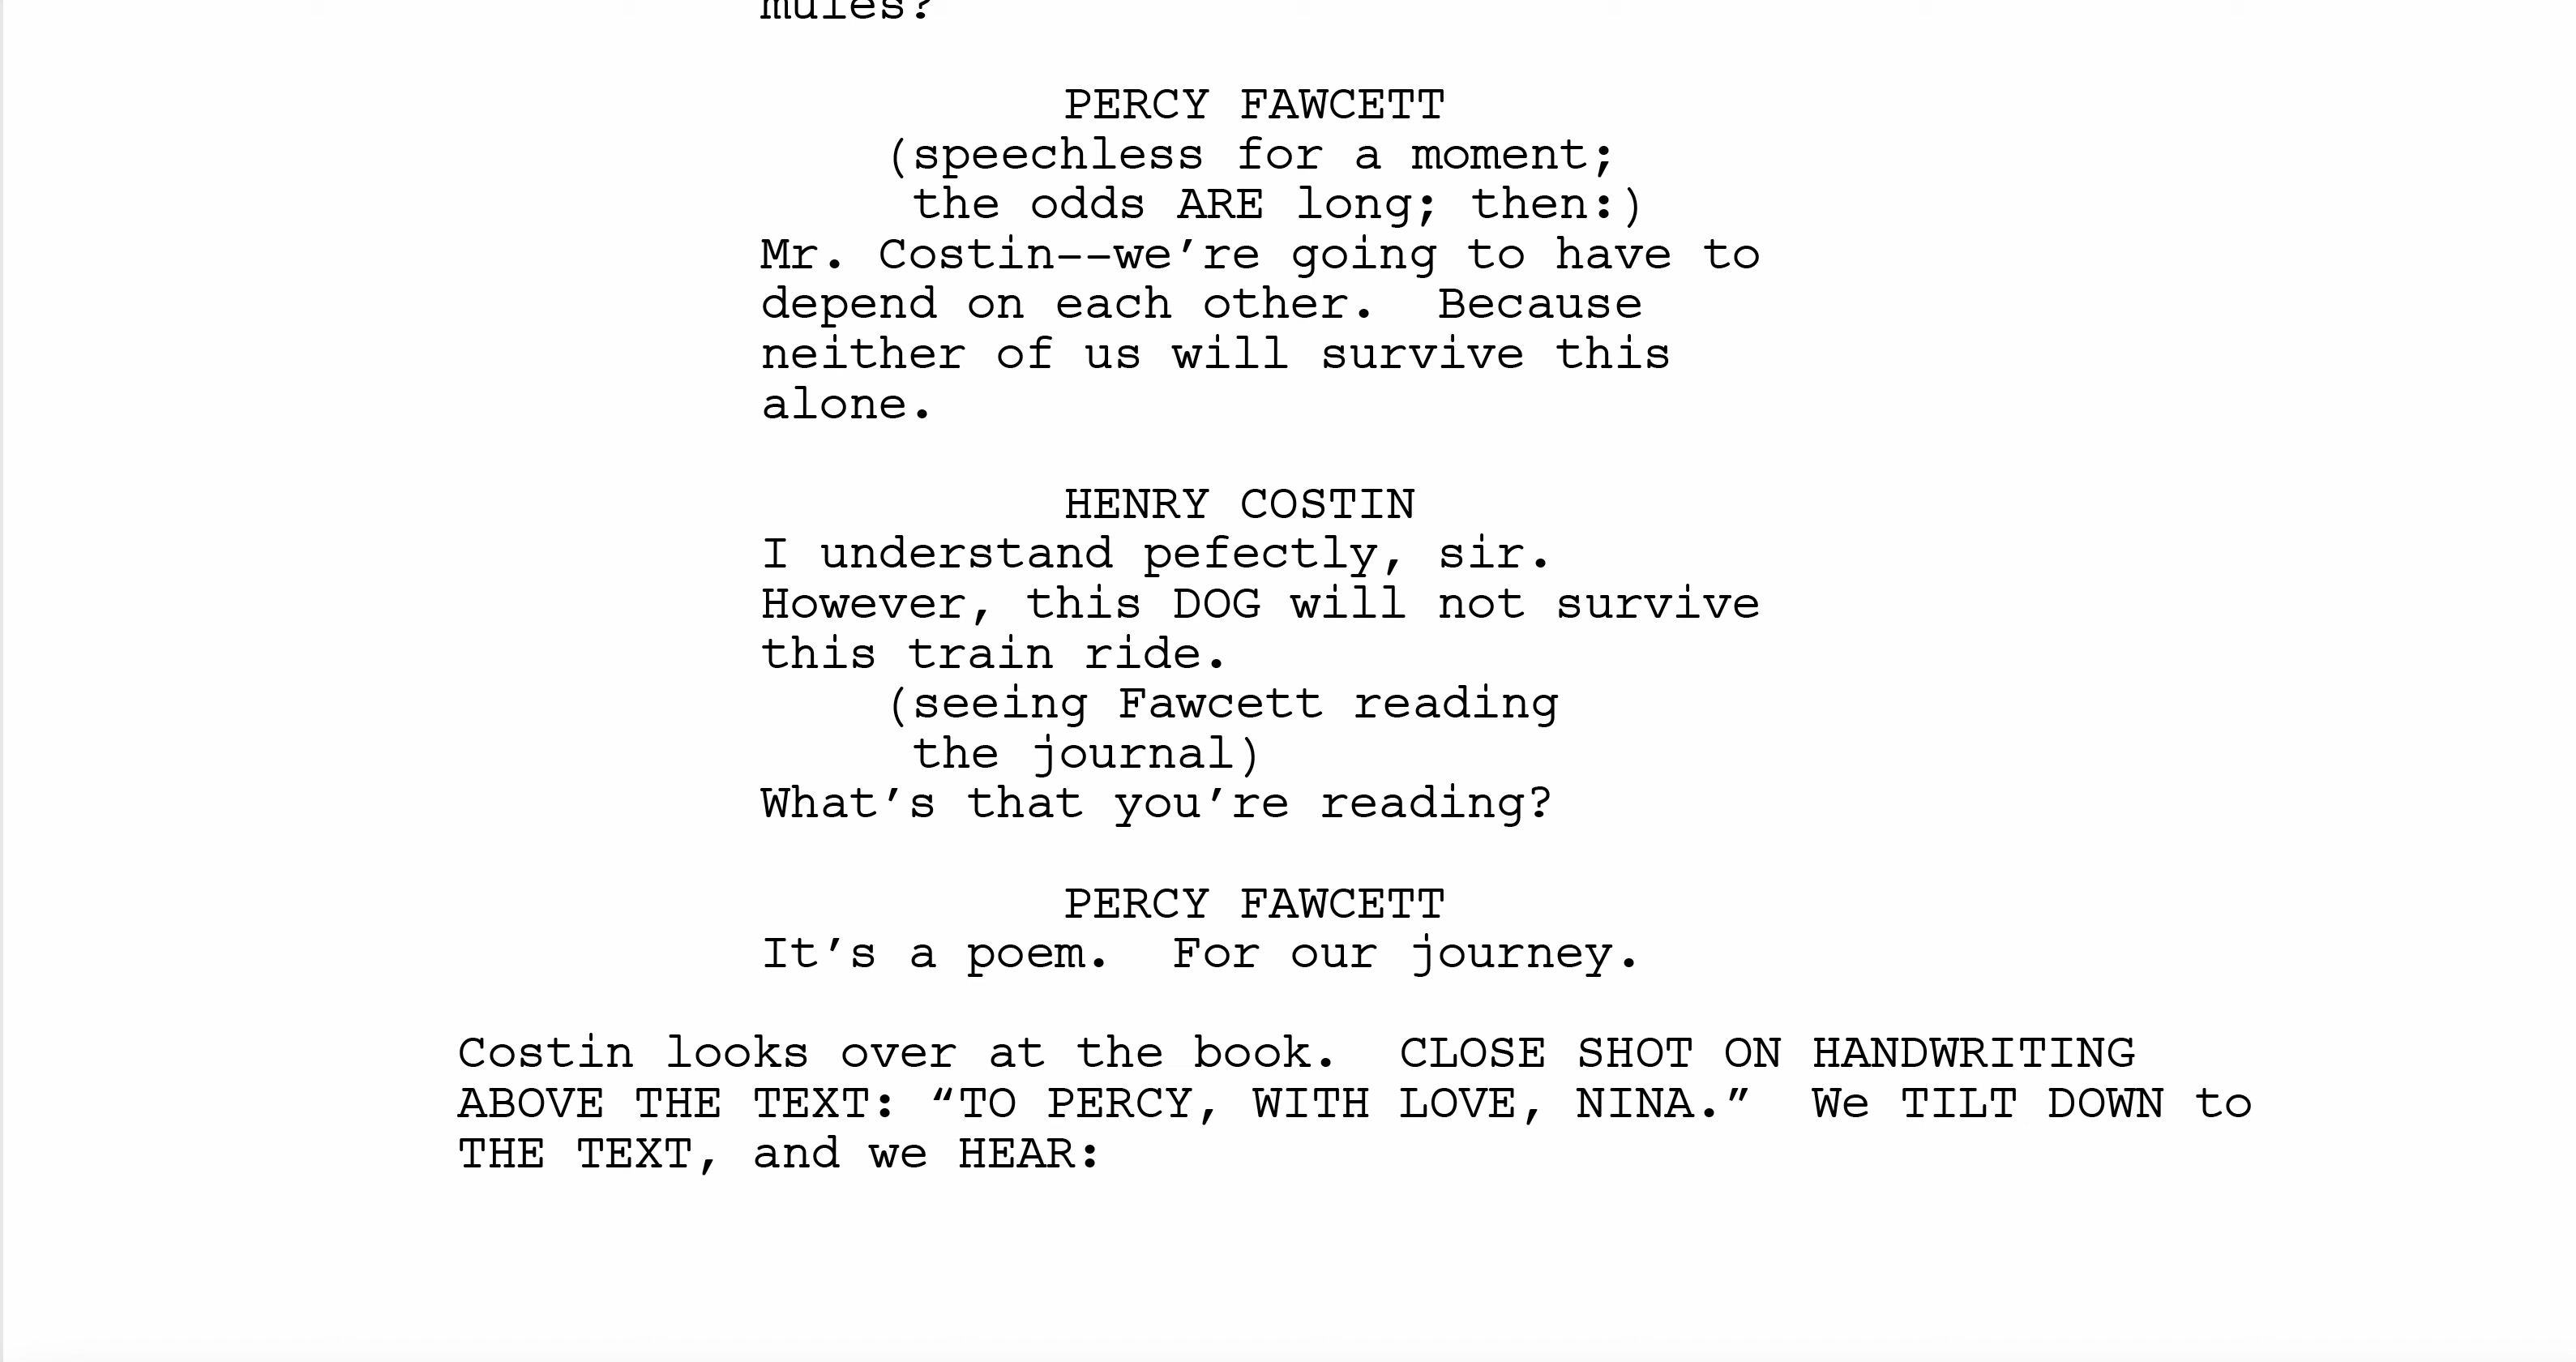 mules?
PERCY FAWCETT
(speechless for a moment;
the odds ARE long; then:)
Mr. Costin--we’re going to have to
depend on each other.  Because
neither of us will survive this
alone.
HENRY COSTIN
I understand pefectly, sir.
However, this DOG will not survive
this train ride.
(seeing Fawcett reading
the journal)
What’s that you’re reading?
PERCY FAWCETT
It’s a poem.  For our journey.
Costin looks over at the book.  CLOSE SHOT ON HANDWRITING
ABOVE THE TEXT: “TO PERCY, WITH LOVE, NINA.”  We TILT DOWN to
THE TEXT, and we HEAR: